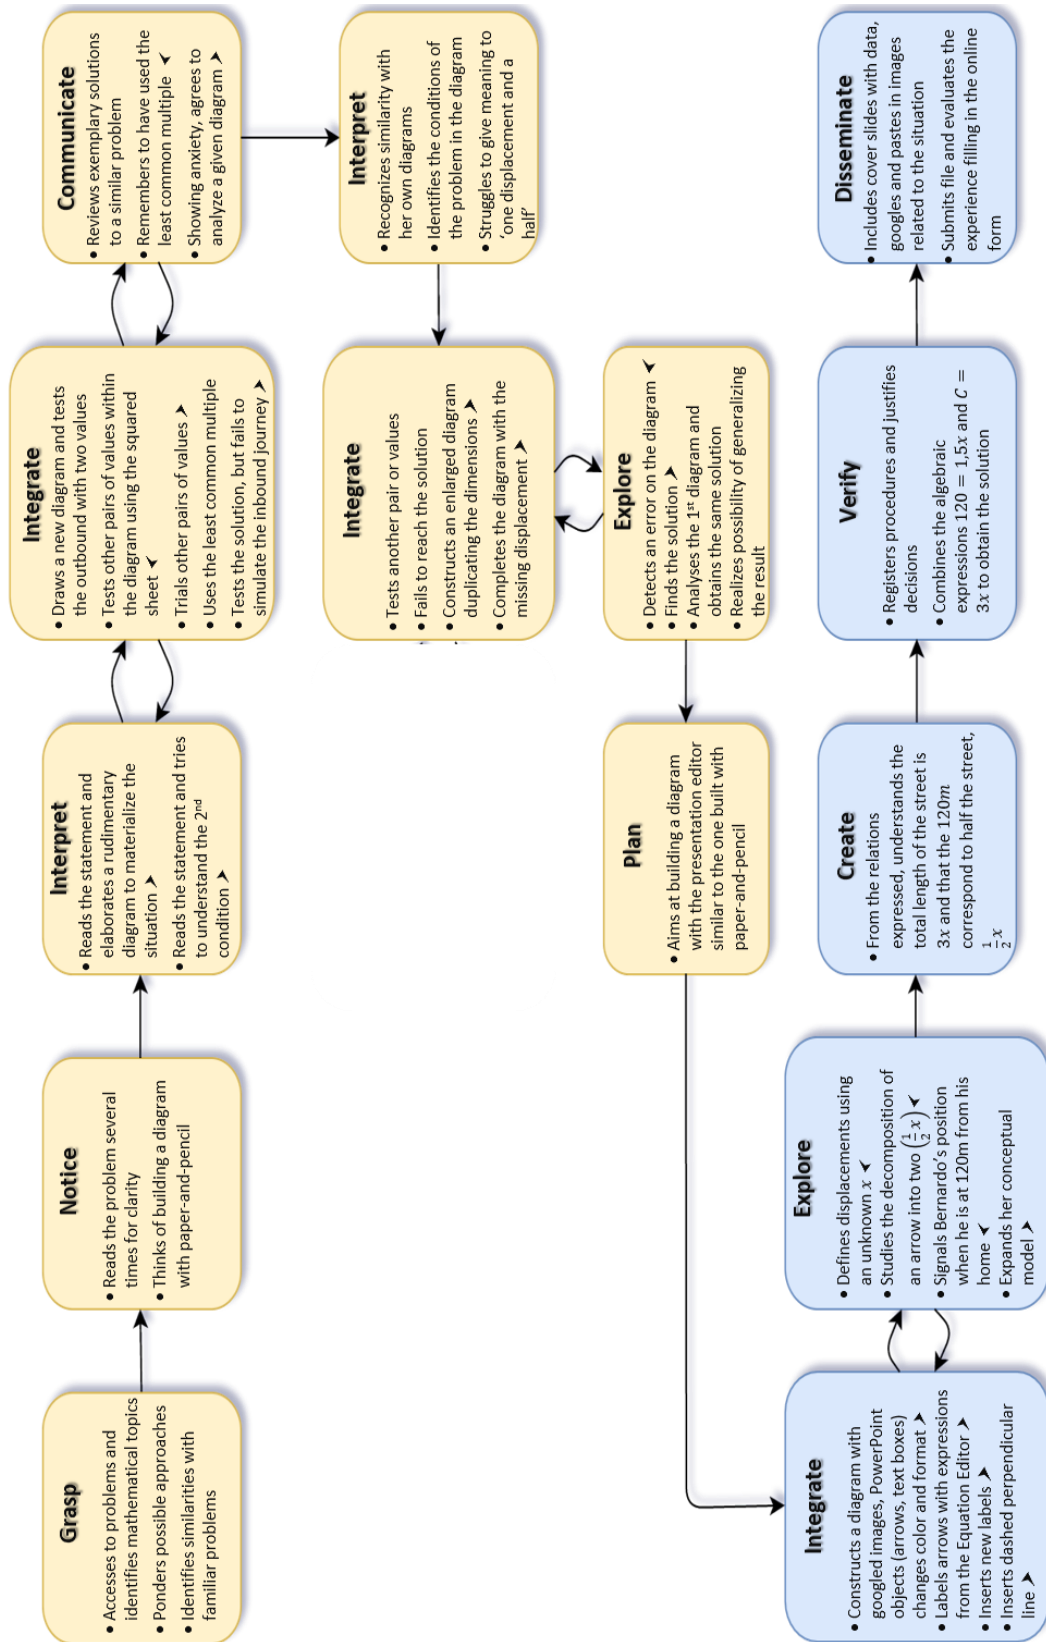 Grasp
• Accesses to problems and
identifies mathematical topics
• Ponders possible approaches
• Identifies similarities with
familiar problems
Notice
• Reads the problem several
times for clarity
• Thinks of building a diagram
with paper-and-pencil
Interpret
• Reads the statement and
elaborates a rudimentary
diagram to materialize the
situation ➤
• Reads the statement and tries
to understand the 2nd
condition ➤
Integrate
• Draws a new diagram and tests
the outbound with two values
• Tests other pairs of values within
the diagram using the squared
sheet ⮜
• Trials other pairs of values ➤
• Uses the least common multiple
• Tests the solution, but fails to
simulate the inbound journey ➤
Communicate
• Reviews exemplary solutions
to a similar problem
• Remembers to have used the
least common multiple ⮜
• Showing anxiety, agrees to
analyze a given diagram ➤
Interpret
• Recognizes similarity with
her own diagrams
• Identifies the conditions of
the problem in the diagram
• Struggles to give meaning to
'one displacement and a
half'
Integrate
• Tests another pair or values
• Fails to reach the solution
• Constructs an enlarged diagram
duplicating the dimensions ➤
• Completes the diagram with the
missing displacement ➤
Explore
• Detects an error on the diagram ⮜
• Finds the solution ➤
• Analyses the 1st diagram and
obtains the same solution
• Realizes possibility of generalizing
the result
Plan
• Aims at building a diagram
with the presentation editor
similar to the one built with
paper-and-pencil
Integrate
• Constructs a diagram with
googled images, PowerPoint
objects (arrows, text boxes)
changes color and format ➤
• Labels arrows with expressions
from the Equation Editor ➤
• Inserts new labels ➤
• Inserts dashed perpendicular
line ➤
Explore
• Defines displacements using
an unknown x ⮜
• Studies the decomposition of
an arrow into two (1/2 x) ⮜
• Signals Bernardo's position
when he is at 120m from his
home ⮜
• Expands her conceptual
model ➤
Create
• From the relations
expressed, understands the
total length of the street is
3x and that the 120m
correspond to half the street,
1/2 x
Verify
• Registers procedures and justifies
decisions
• Combines the algebraic
expressions 120 = 1,5x and C =
3x to obtain the solution
Disseminate
• Includes cover slides with data,
googles and pastes in images
related to the situation
• Submits file and evaluates the
experience filling in the online
form